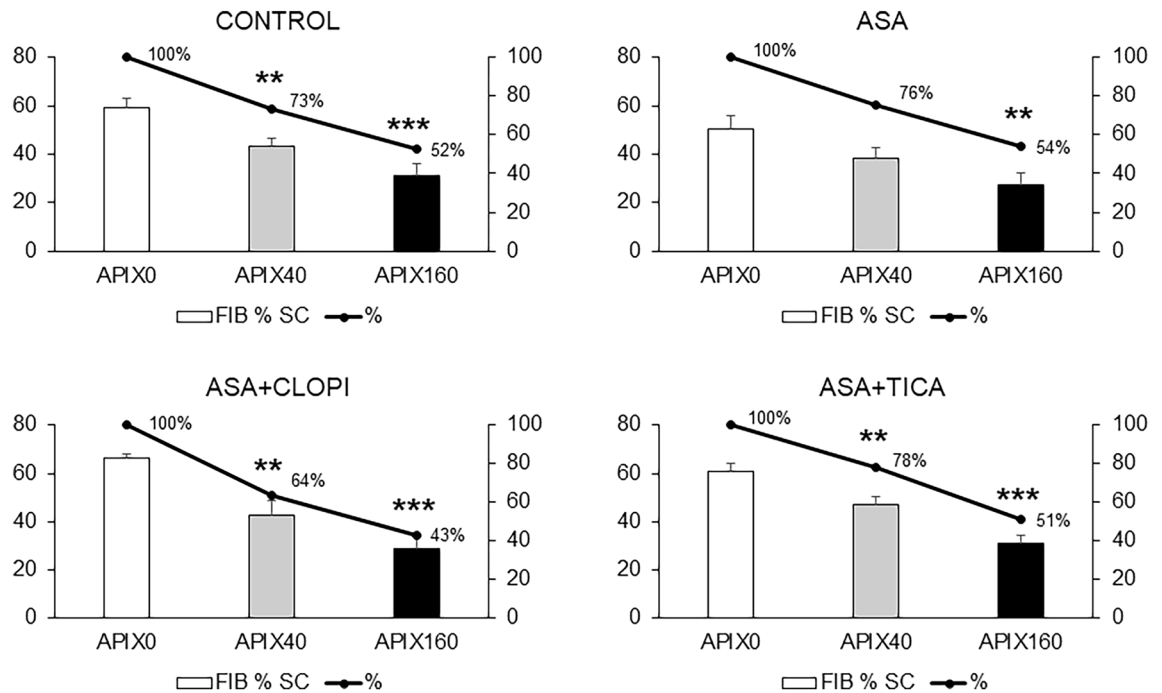 CONTROL
80 100% 100
60 ** 73% 80
40 *** 52% 60
20 40
0 20
0
APIX0 APIX40 APIX160
FIB % SC %
ASA
80 100% 100
60 76% 80
40 ** 54% 60
20 40
0 20
0
APIX0 APIX40 APIX160
FIB % SC %
ASA+CLOPI
80 100% 100
60 ** 64% 80
40 *** 43% 60
20 40
0 20
0
APIX0 APIX40 APIX160
FIB % SC %
ASA+TICA
80 100% 100
60 ** 78% 80
40 *** 51% 60
20 40
0 20
0
APIX0 APIX40 APIX160
FIB % SC %